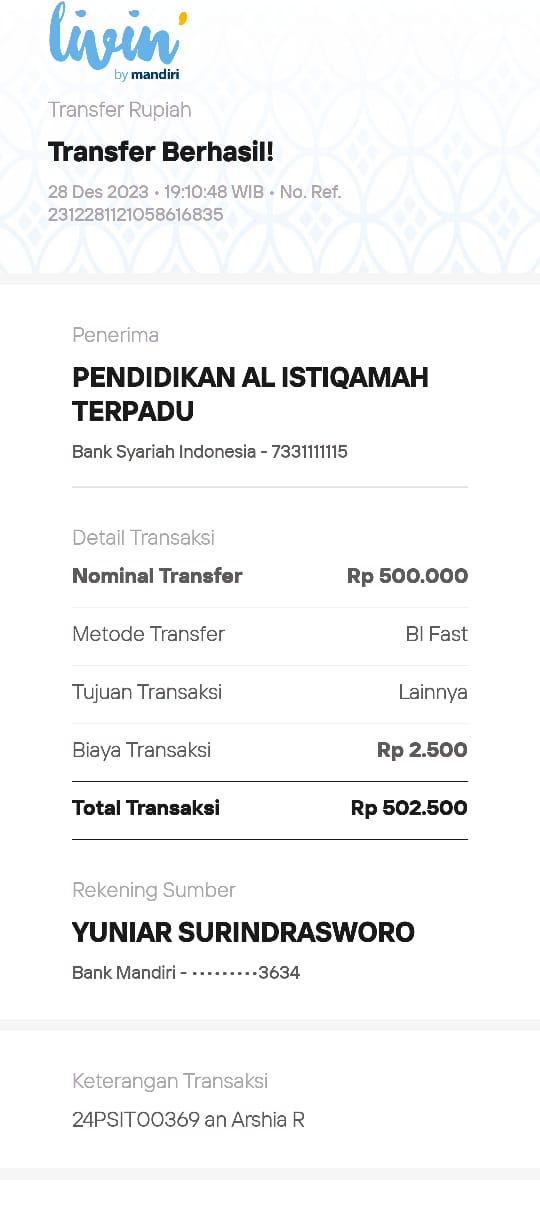 livin'
by mandiri
Transfer Rupiah
Transfer Berhasil!
28 Des 2023 • 19:10:48 WIB • No. Ref.
2312281121058616835
Penerima
PENDIDIKAN AL ISTIQAMAH
TERPADU
Bank Syariah Indonesia - 7331111115
Detail Transaksi
Nominal Transfer Rp 500.000
Metode Transfer BI Fast
Tujuan Transaksi Lainnya
Biaya Transaksi Rp 2.500
Total Transaksi Rp 502.500
Rekening Sumber
YUNIAR SURINDRASWORO
Bank Mandiri - •••••••••3634
Keterangan Transaksi
24PSIT00369 an Arshia R